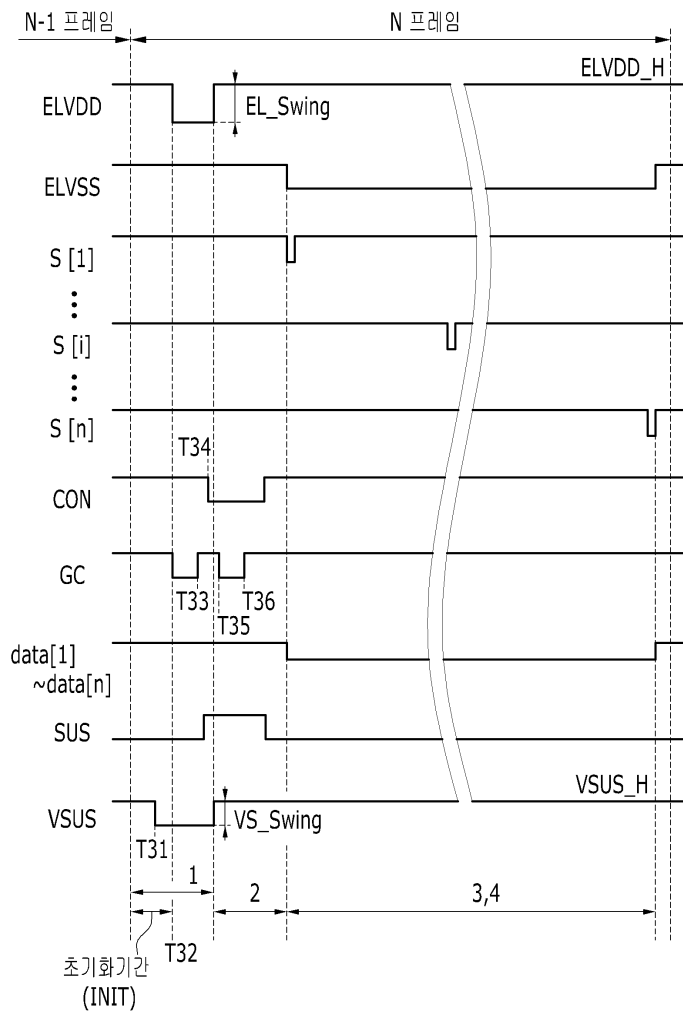 N-1 프레임
N 프레임
ELVDD_H
ELVDD
EL_Swing
ELVSS
S [1]
S [i]
S [n]
T34
CON
GC
T33
T36
T35
data[1]
~data[n]
SUS
VSUS_H
VSUS
VS_Swing
T31
1
2
3,4
T32
초기화기간
(INIT)